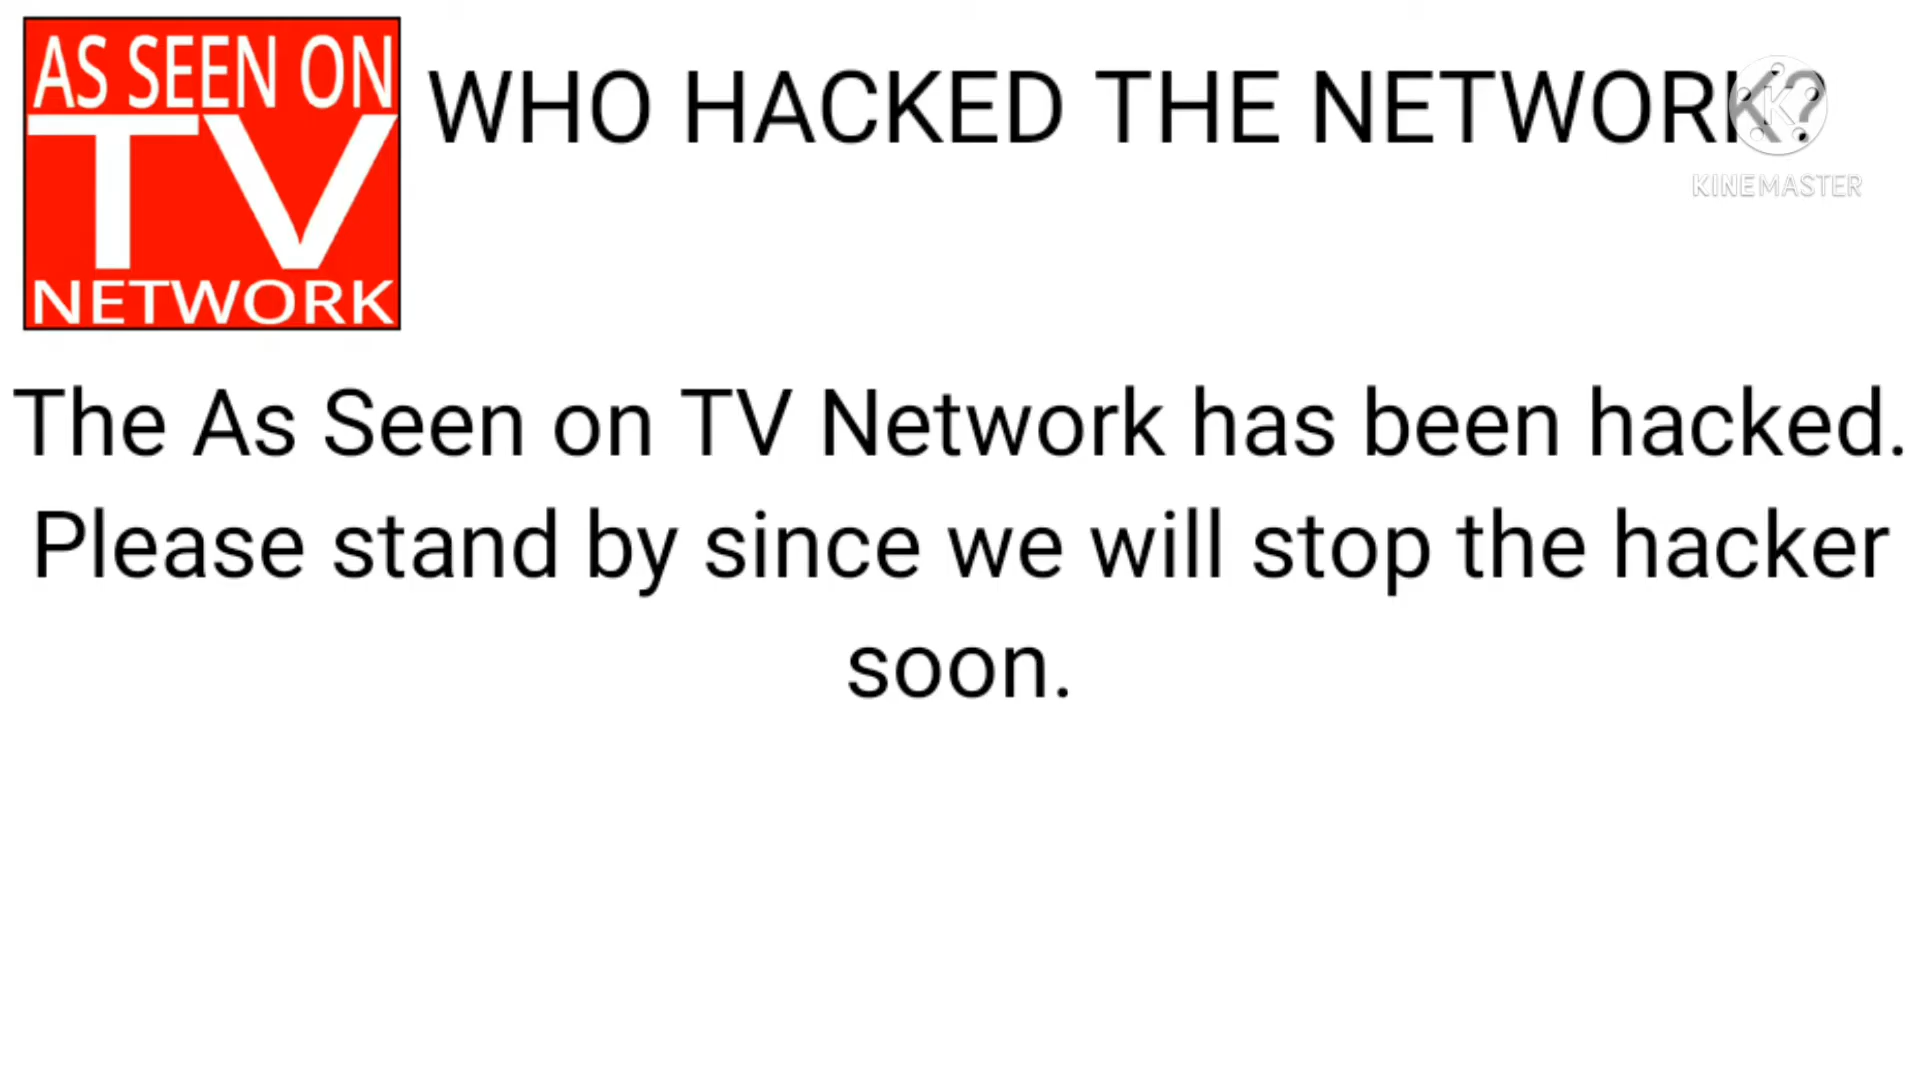 AS SEEN ON
TV
NETWORK
WHO HACKED THE NETWORK?
KINEMASTER
The As Seen on TV Network has been hacked.
Please stand by since we will stop the hacker
soon.